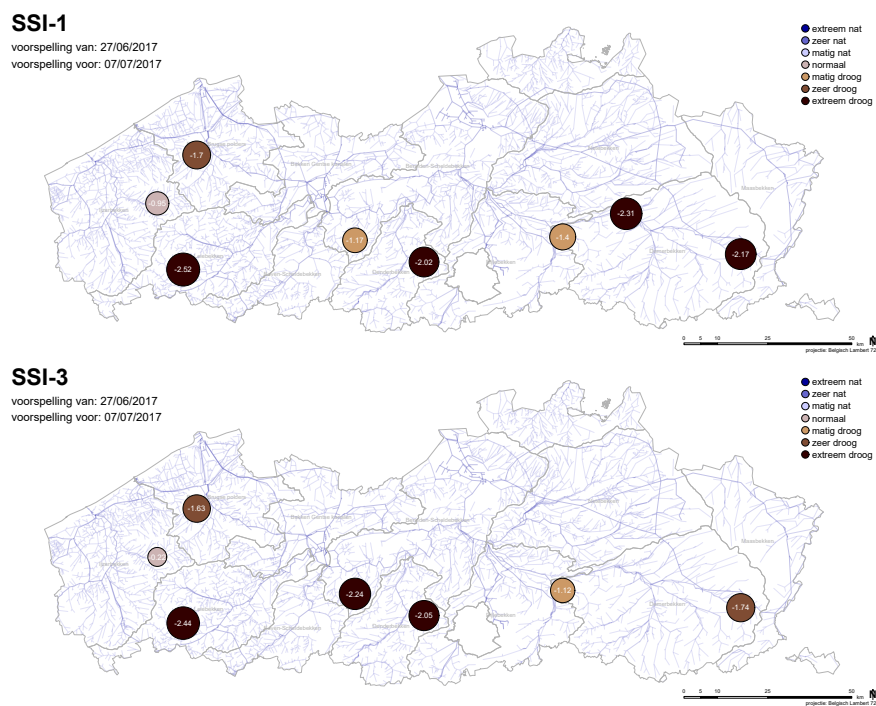 SSI-1
voorspelling van: 27/06/2017
voorspelling voor: 07/07/2017
extreem nat
zeer nat
matig nat
normaal
matig droog
zeer droog
extreem droog
-1.7
-0.95
-2.52
-1.17
-2.02
-1.4
-2.31
-2.17
Maasbekken
Demerbekken
0 5 10 25 50
km
N
projectie: Belgisch Lambert 72
SSI-3
voorspelling van: 27/06/2017
voorspelling voor: 07/07/2017
extreem nat
zeer nat
matig nat
normaal
matig droog
zeer droog
extreem droog
-1.63
-2.44
-2.24
-2.05
-1.12
-1.74
Maasbekken
Demerbekken
0 5 10 25 50
km
N
projectie: Belgisch Lambert 72